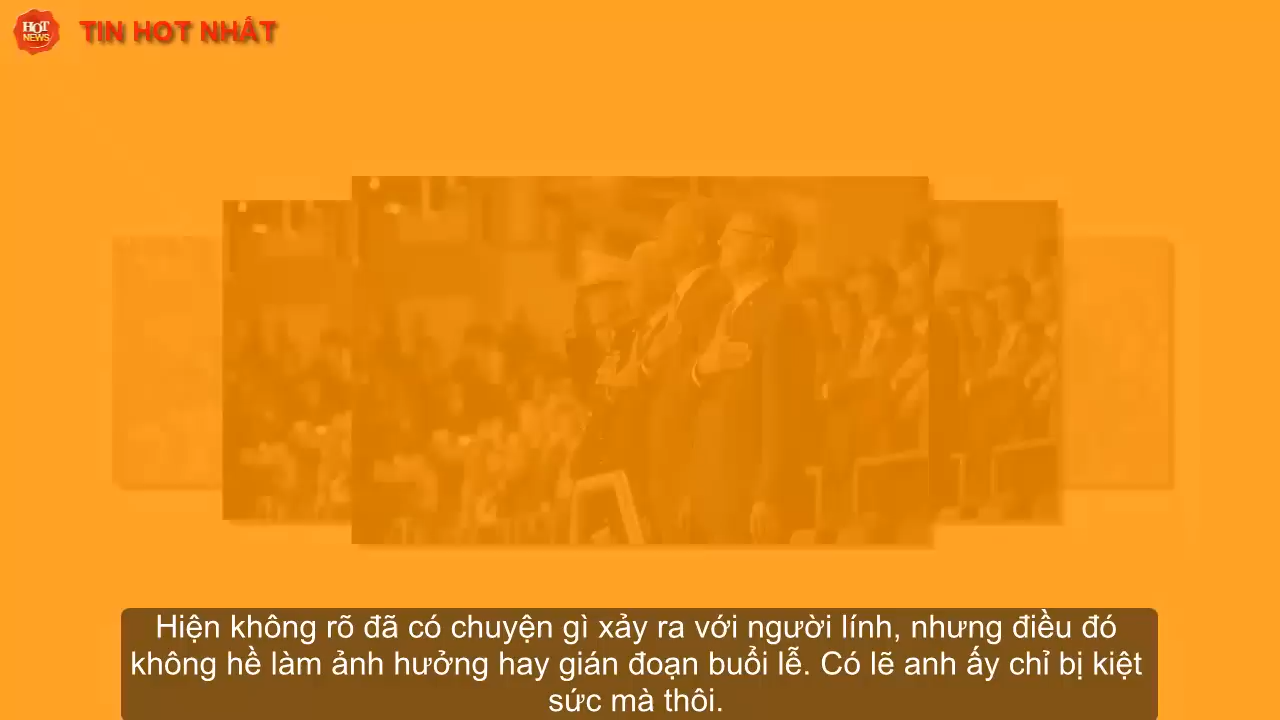 HOT
NEWS
TIN HOT NHẤT
Hiện không rõ đã có chuyện gì xảy ra với người lính, nhưng điều đó
không hề làm ảnh hưởng hay gián đoạn buổi lễ. Có lẽ anh ấy chỉ bị kiệt
sức mà thôi.